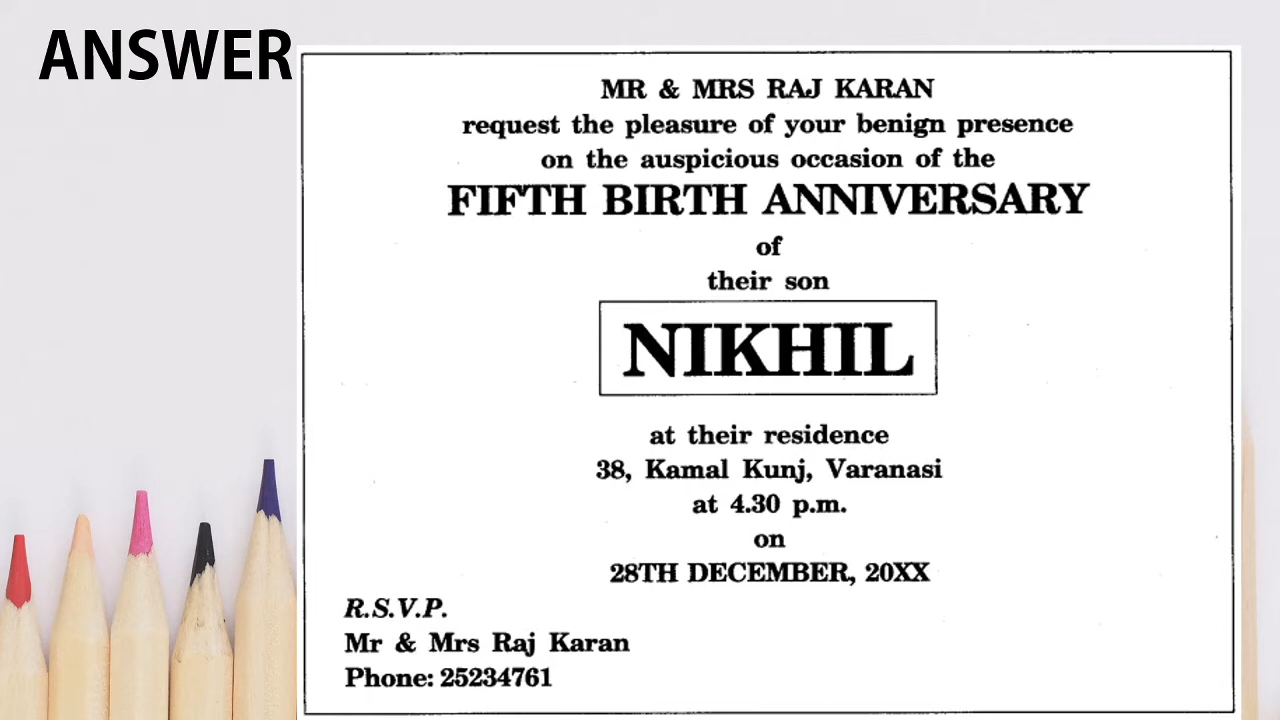 ANSWER
MR & MRS RAJ KARAN
request the pleasure of your benign presence
on the auspicious occasion of the
FIFTH BIRTH ANNIVERSARY
of
their son
NIKHIL
at their residence
38, Kamal Kunj, Varanasi
at 4.30 p.m.
on
28TH DECEMBER, 20XX
R.S.V.P.
Mr & Mrs Raj Karan
Phone: 25234761